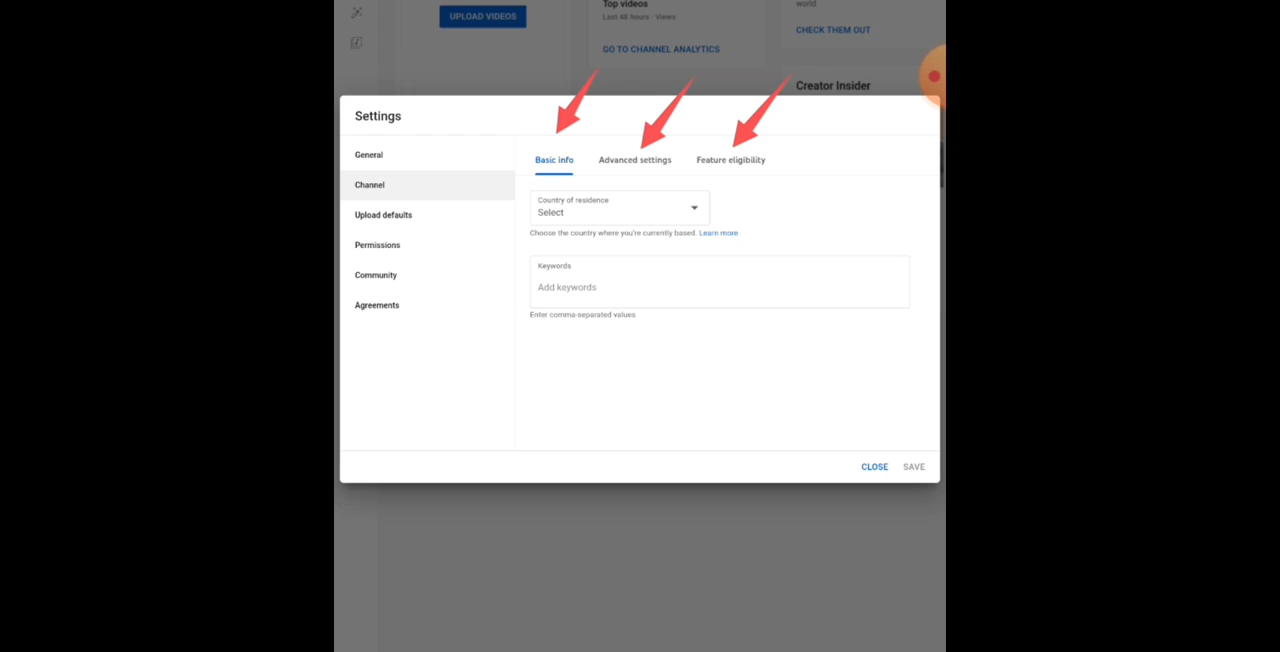 UPLOAD VIDEOS
Top videos
Last 48 hours · Views
GO TO CHANNEL ANALYTICS
world
CHECK THEM OUT
Creator Insider
Settings
General
Channel
Upload defaults
Permissions
Community
Agreements
Basic info
Advanced settings
Feature eligibility
Country of residence
Select
Choose the country where you're currently based. Learn more
Keywords
Add keywords
Enter comma-separated values
CLOSE
SAVE